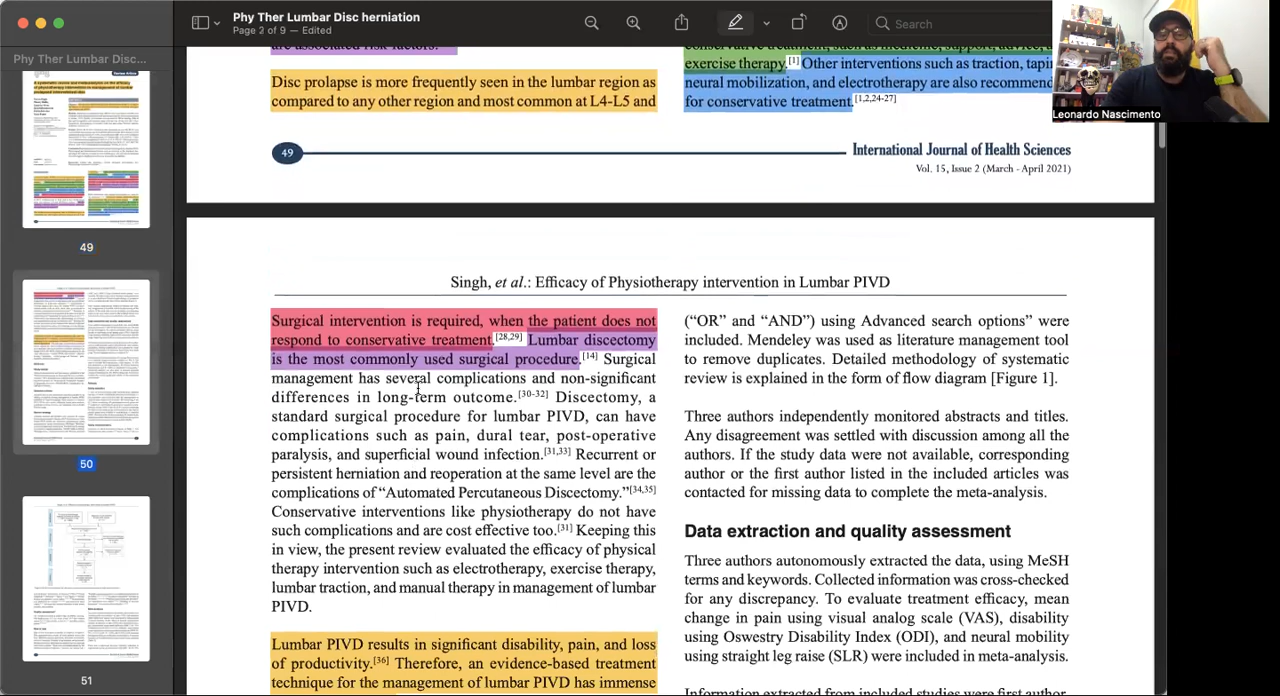 Phy Ther Lumbar Disc herniation
Page 2 of 9 — Edited
Search
Phy Ther Lumbar Disc...
49
50
51
are associated risk factors.
Disc prolapse is more frequently seen in the lumbar region as
compared to any other region and most common at L4-L5 and
exercise therapy.[1] Other interventions such as traction,
neural mobilization, electrotherapy are also
for conservative treatment.[1,2,24-27]
49
International Journal of Health Sciences
Vol. 15, Issue 2 (March - April 2021)
Singh, et al.: Efficacy of Physiotherapy intervention in Lumbar PIVD
Surgical treatment is required when the patient does not
respond to conservative treatment. Lumbar discectomy
is the most commonly used surgical procedure.[14] Surgical
management has several complications and non-significant
difference in long-term outcome.[30-32] Discectomy, a
complications such as pain, dural tear, post-operative
paralysis, and superficial wound infection.[31,33] Recurrent or
persistent herniation and reoperation at the same level are the
complications of “Automated Percutaneous Discectomy.”[34,35]
Conservative interventions like physiotherapy do not have
such complications and are cost effective too.[31] Keeping this
in view, the present review evaluated the efficacy of physical
therapy intervention such as electrotherapy, exercise therapy,
lumbar traction, and manual therapy in management of lumbar
PIVD.
Lumbar PIVD results in significant disability, pain, and loss
of productivity.[36] Therefore, an evidence-based treatment
technique for the management of lumbar PIVD has immense
(“OR” and “AND”) using Advanced search options” were
included. Mendeley was used as literature management tool
to remove duplicates. Detailed methodology of systematic
review is explained in the form of flow diagram [Figure 1].
Three authors independently monitored abstracts and titles.
Any disagreement was settled with discussion among all the
authors. If the study data were not available, corresponding
author or the first author listed in the included articles was
contacted for missing data to complete the meta-analysis.
Data extraction and quality assessment
Three authors autonomously extracted the data, using MeSH
terms and keywords. Collected information was cross-checked
for any discrepancy. To evaluate treatment efficacy, mean
change in pain using visual analog scale (VAS), disability
using Oswestry Disability Index (ODI), and neural mobility
using straight leg raise (SLR) were included in meta-analysis.
Information extracted from included studies were first author,
Leonardo Nascimento